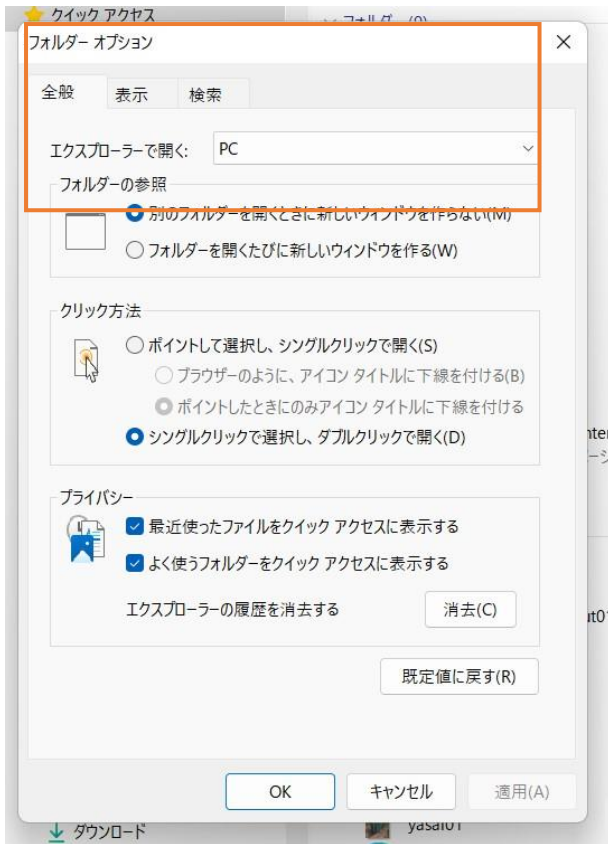 クイック アクセス
フォルダー オプション
全般
表示
検索
エクスプローラーで開く: PC
フォルダーの参照
別のフォルダーを開くときに新しいウィンドウを作らない(M)
フォルダーを開くたびに新しいウィンドウを作る(W)
クリック方法
ポイントして選択し、シングルクリックで開く(S)
ブラウザーのように、アイコン タイトルに下線を付ける(B)
ポイントしたときにのみアイコン タイトルに下線を付ける
シングルクリックで選択し、ダブルクリックで開く(D)
プライバシー
最近使ったファイルをクイック アクセスに表示する
よく使うフォルダーをクイック アクセスに表示する
エクスプローラーの履歴を消去する
消去(C)
既定値に戻す(R)
OK
キャンセル
適用(A)
ダウンロード
yasai01